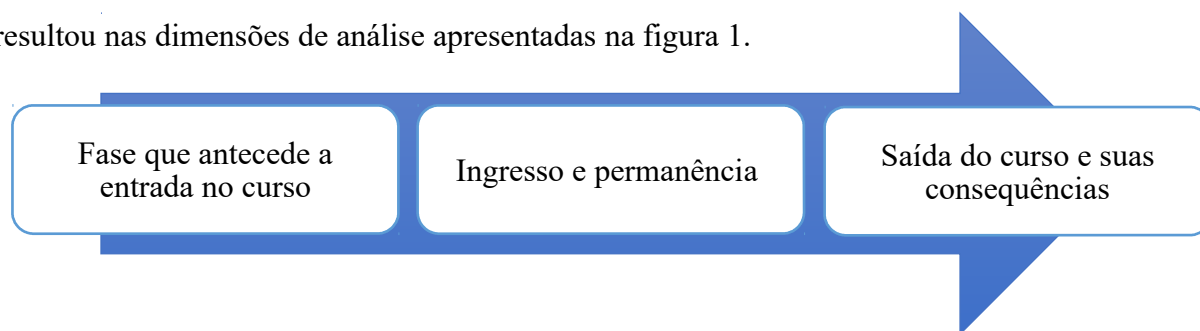 resultou nas dimensões de análise apresentadas na figura 1.
Fase que antecede a
entrada no curso
Ingresso e permanência
Saída do curso e suas
consequências